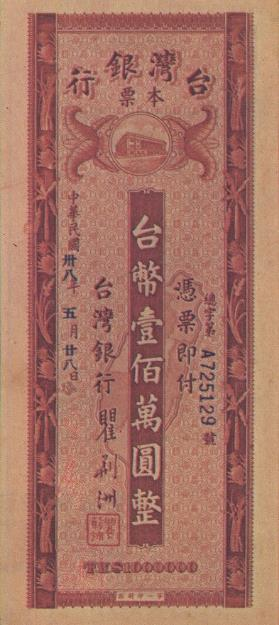 台灣銀行
本票
總字第A725129號
憑票即付
台幣壹佰萬圓整
台灣銀行瞿荊洲
中華民國卅八年五月廿八日
TWS1000000